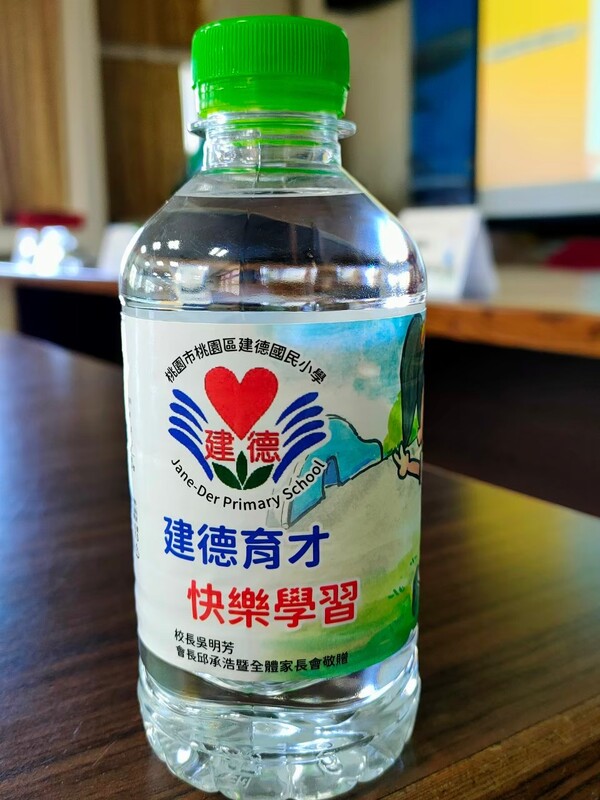 桃園市桃園區建德國民小學
建德
Jane-Der Primary School
建德育才
快樂學習
校長吳明芳
會長邱承浩暨全體家長會敬贈